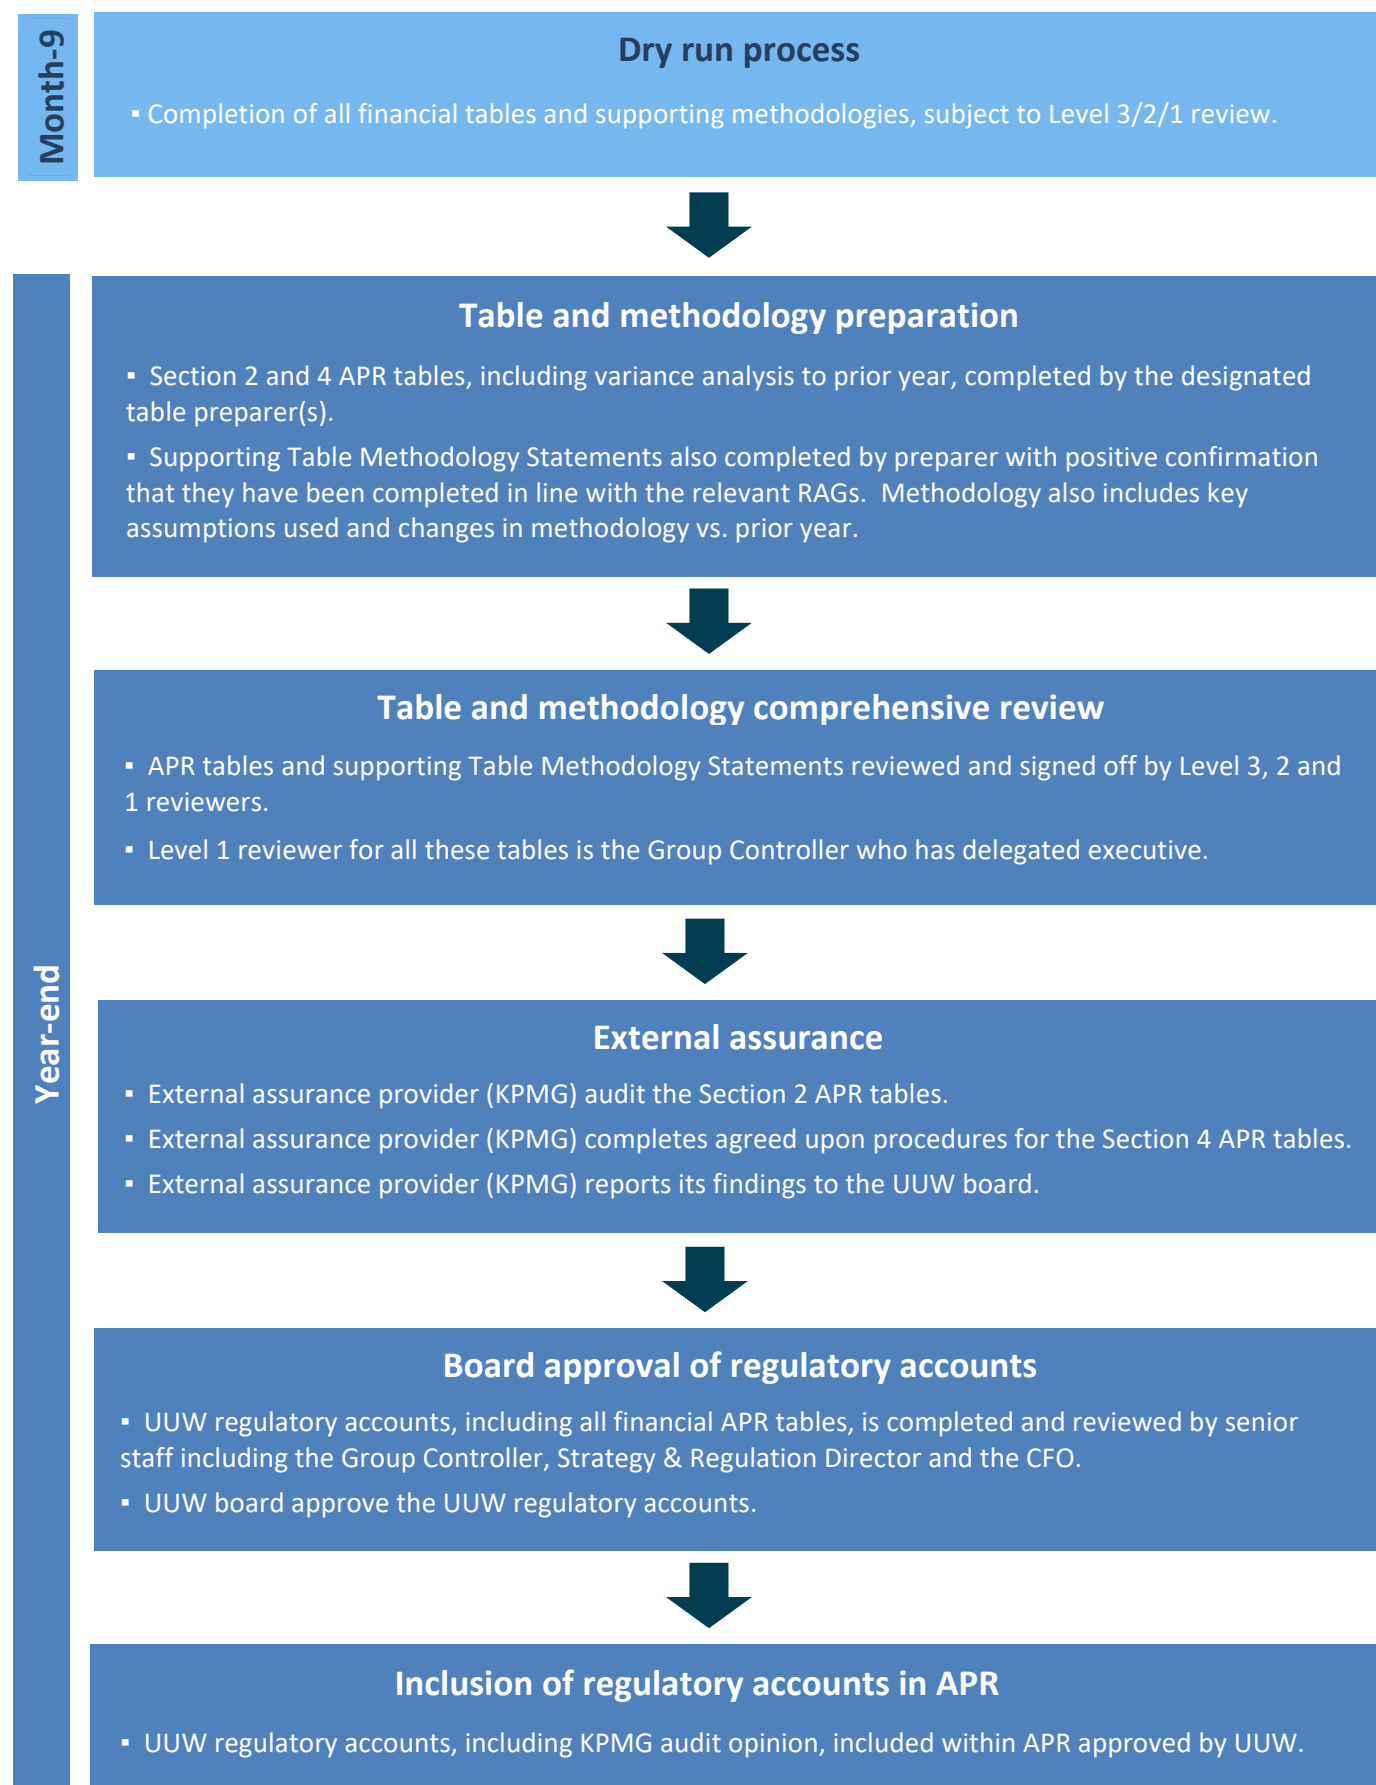 Month-9
Dry run process
▪ Completion of all financial tables and supporting methodologies, subject to Level 3/2/1 review.
Year-end
Table and methodology preparation
▪ Section 2 and 4 APR tables, including variance analysis to prior year, completed by the designated
table preparer(s).
▪ Supporting Table Methodology Statements also completed by preparer with positive confirmation
that they have been completed in line with the relevant RAGs.  Methodology also includes key
assumptions used and changes in methodology vs. prior year.
Table and methodology comprehensive review
▪ APR tables and supporting Table Methodology Statements reviewed and signed off by Level 3, 2 and
1 reviewers.
▪ Level 1 reviewer for all these tables is the Group Controller who has delegated executive.
External assurance
▪ External assurance provider (KPMG) audit the Section 2 APR tables.
▪ External assurance provider (KPMG) completes agreed upon procedures for the Section 4 APR tables.
▪ External assurance provider (KPMG) reports its findings to the UUW board.
Board approval of regulatory accounts
▪ UUW regulatory accounts, including all financial APR tables, is completed and reviewed by senior
staff including the Group Controller, Strategy & Regulation Director and the CFO.
▪ UUW board approve the UUW regulatory accounts.
Inclusion of regulatory accounts in APR
▪ UUW regulatory accounts, including KPMG audit opinion, included within APR approved by UUW.